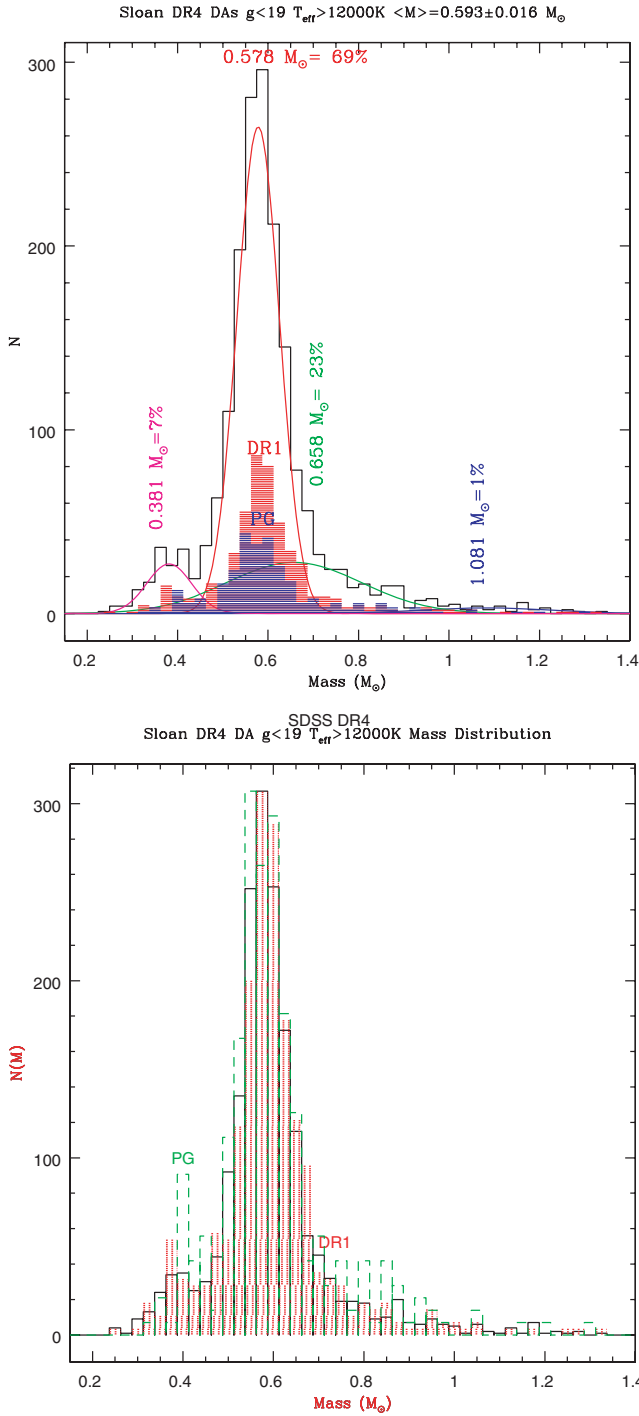 Sloan DR4 DAs g<19 T_eff>12000K <M>=0.593±0.016 M_⊙
0.578 M_⊙= 69%
300
200
100
0
N
0.381 M_⊙=7%
DR1
PG
0.658 M_⊙= 23%
1.081 M_⊙=1%
0.2 0.4 0.6 0.8 1 1.2 1.4
Mass (M_⊙)
SDSS DR4
Sloan DR4 DA g<19 T_eff>12000K Mass Distribution
300
200
100
0
N(M)
PG
DR1
0.2 0.4 0.6 0.8 1 1.2 1.4
Mass (M_⊙)